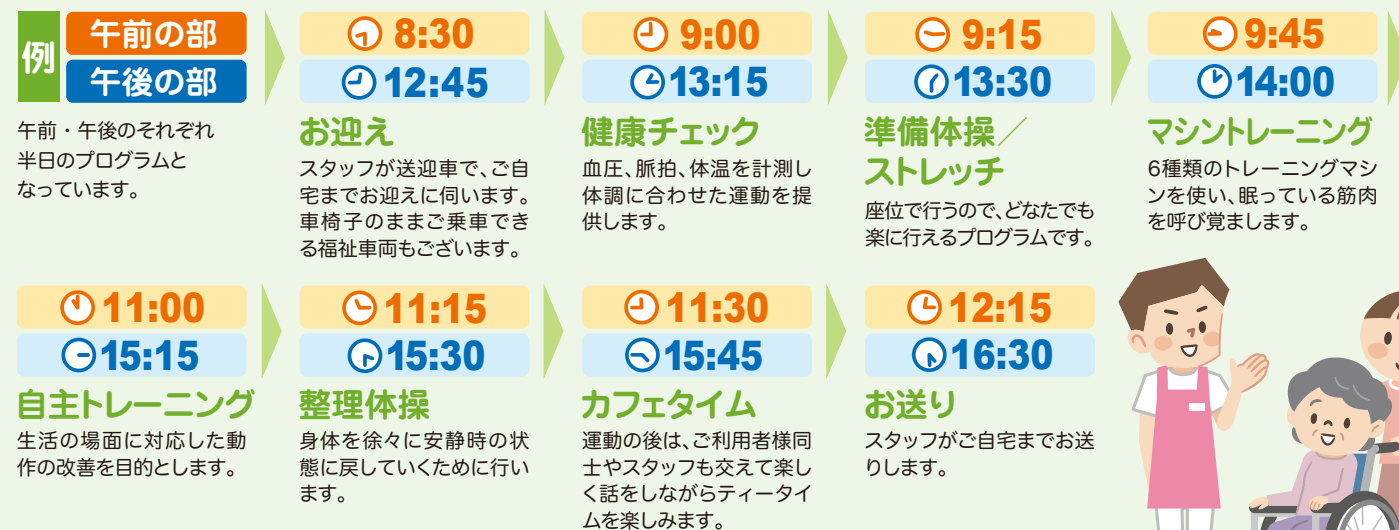 例
午前の部
午後の部
午前・午後のそれぞれ
半日のプログラムと
なっています。
8:30
12:45
お迎え
スタッフが送迎車で、ご自
宅までお迎えに伺います。
車椅子のままご乗車でき
る福祉車両もございます。
9:00
13:15
健康チェック
血圧、脈拍、体温を計測し
体調に合わせた運動を提
供します。
9:15
13:30
準備体操／
ストレッチ
座位で行うので、どなたでも
楽に行えるプログラムです。
9:45
14:00
マシントレーニング
6種類のトレーニングマシ
ンを使い、眠っている筋肉
を呼び覚まします。
11:00
15:15
自主トレーニング
生活の場面に対応した動
作の改善を目的とします。
11:15
15:30
整理体操
身体を徐々に安静時の状
態に戻していくために行い
ます。
11:30
15:45
カフェタイム
運動の後は、ご利用者様同
士やスタッフも交えて楽し
く話をしながらティータイ
ムを楽しみます。
12:15
16:30
お送り
スタッフがご自宅までお送
りします。